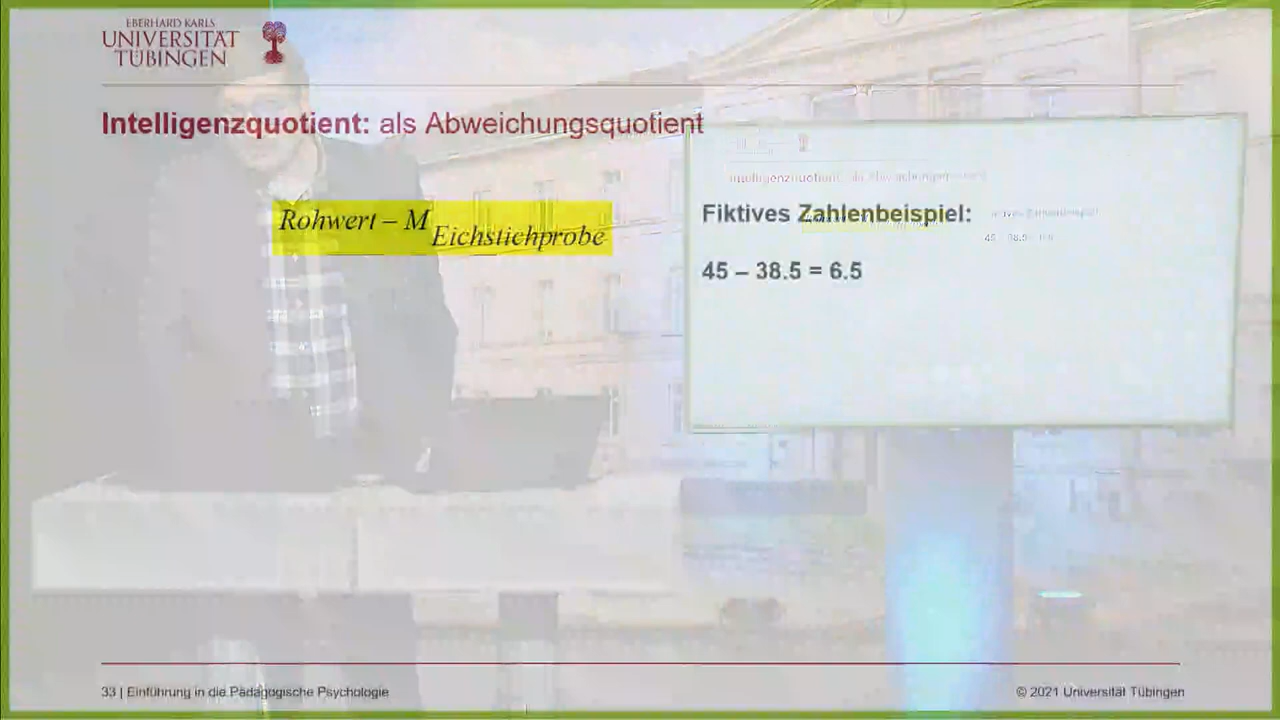 EBERHARD KARLS
UNIVERSITÄT
TÜBINGEN
Intelligenzquotient: als Abweichungsquotient
Rohwert – M Eichstichprobe
Fiktives Zahlenbeispiel:
45 – 38.5 = 6.5
33 | Einführung in die Pädagogische Psychologie
© 2021 Universität Tübingen